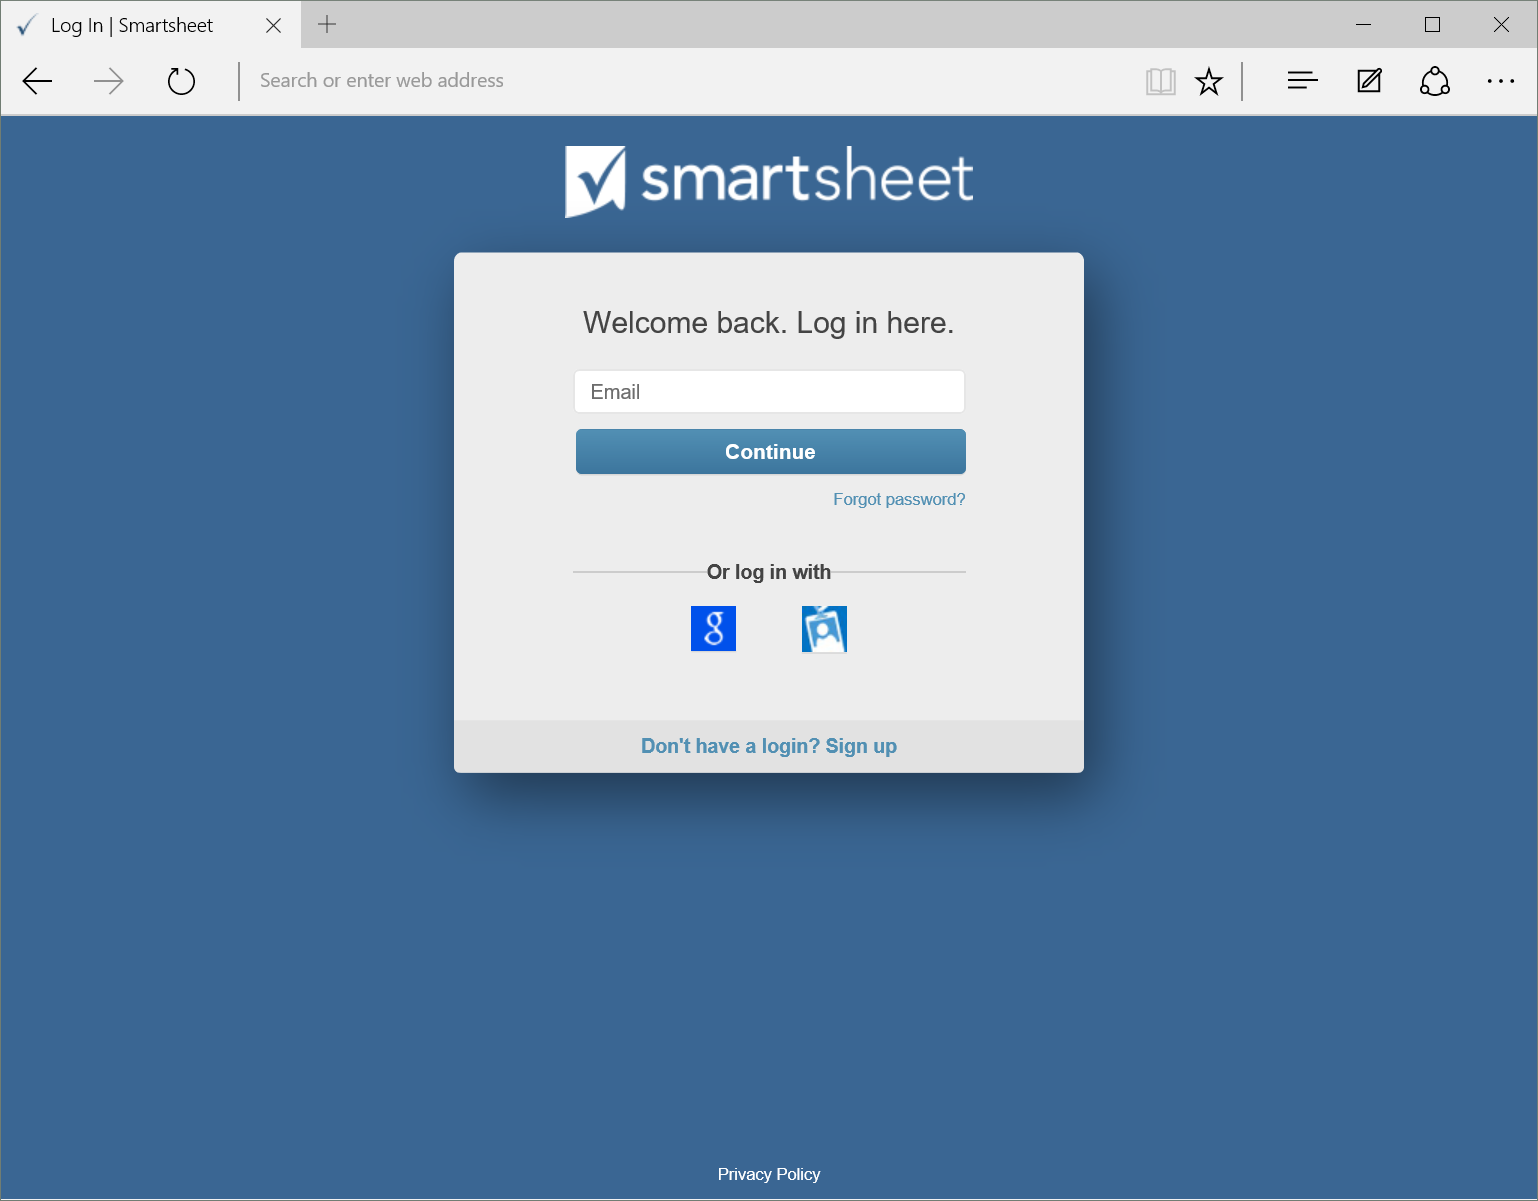 Log In | Smartsheet
Search or enter web address
smartsheet
Welcome back. Log in here.
Email
Continue
Forgot password?
Or log in with
g
Don't have a login? Sign up
Privacy Policy